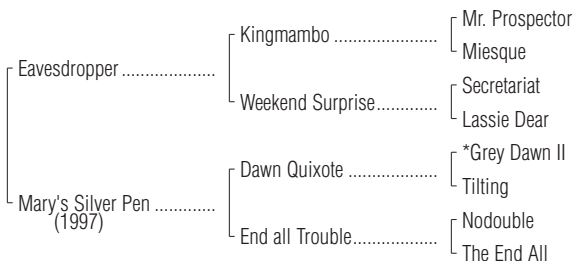 Mr. Prospector
Kingmambo ......................
Miesque
Eavesdropper ....................
Secretariat
Weekend Surprise.............
Lassie Dear
*Grey Dawn II
Dawn Quixote ....................
Tilting
Mary's Silver Pen .............
(1997)
Nodouble
End all Trouble..................
The End All